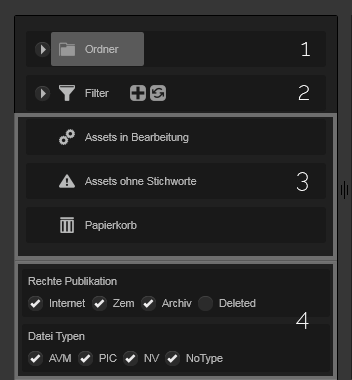 Ordner 1
Filter 2
Assets in Bearbeitung
Assets ohne Stichworte 3
Papierkorb
Rechte Publikation
Internet Zem Archiv Deleted
4
Datei Typen
AVM PIC NV NoType